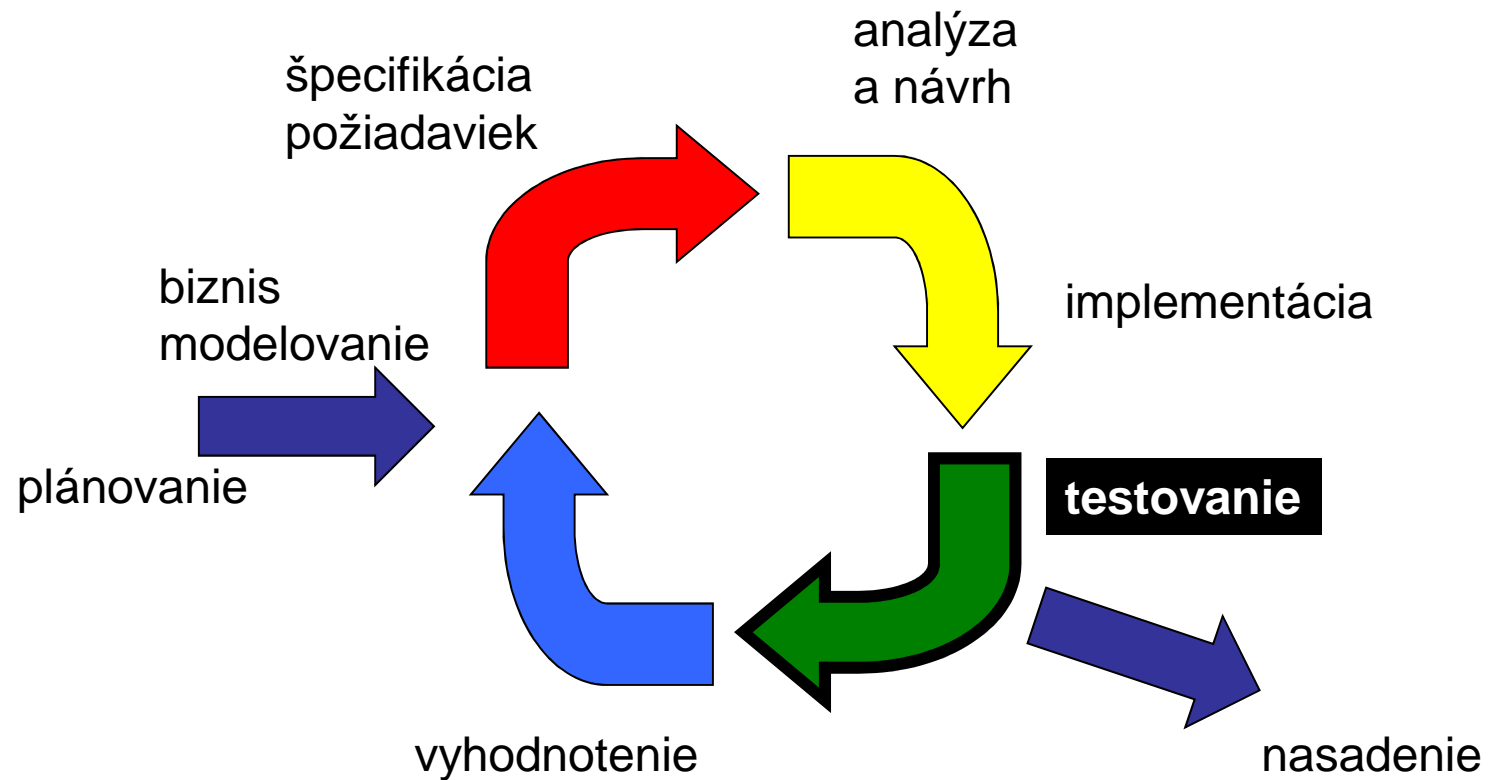 analýza
a návrh
špecifikácia
požiadaviek
biznis
modelovanie
implementácia
plánovanie
testovanie
vyhodnotenie
nasadenie